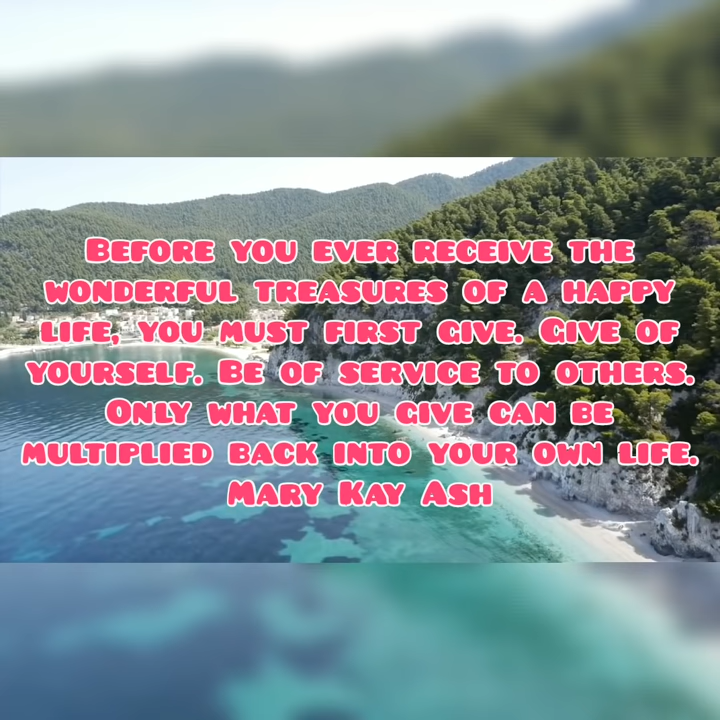 Before you ever receive the
wonderful treasures of a happy
life, you must first give. Give of
yourself. Be of service to others.
Only what you give can be
multiplied back into your own life.
Mary Kay Ash